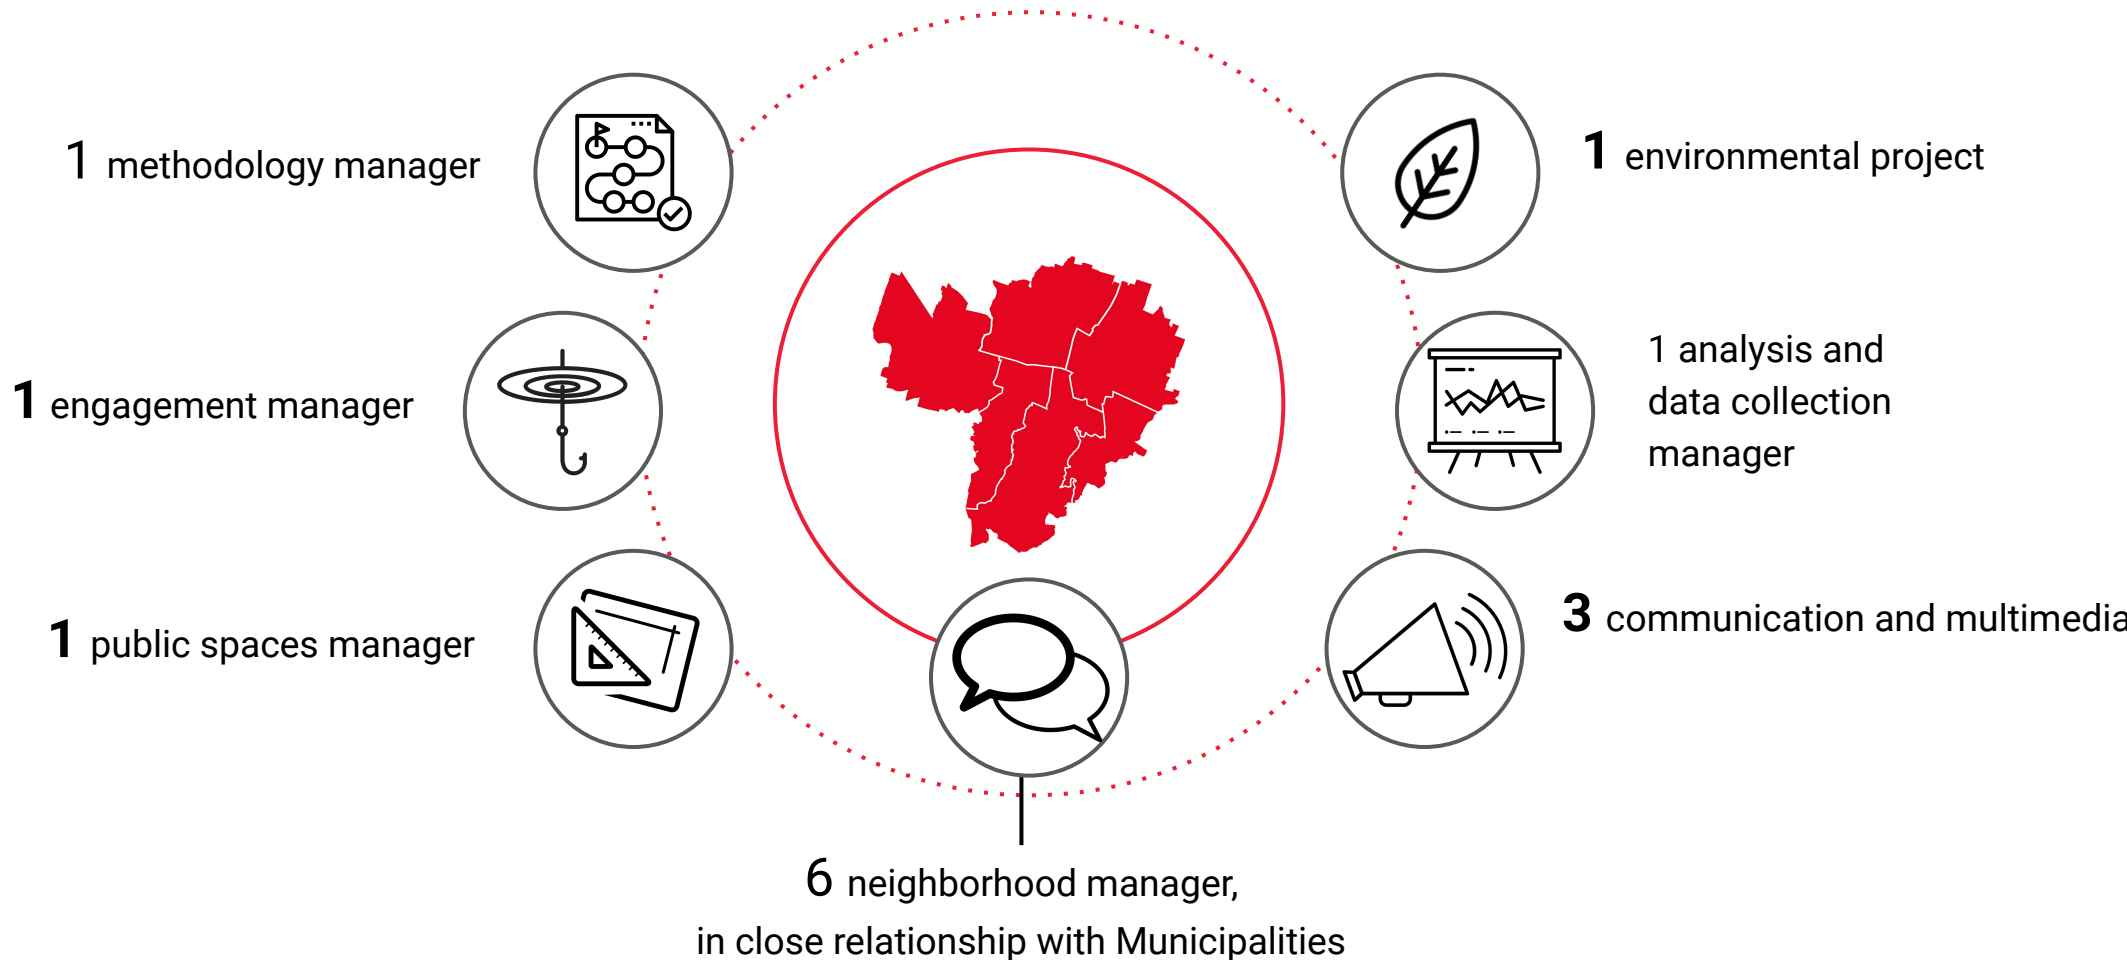 1 methodology manager
1 environmental project
1 engagement manager
1 analysis and
data collection
manager
1 public spaces manager
3 communication and multimedia
6 neighborhood manager,
in close relationship with Municipalities